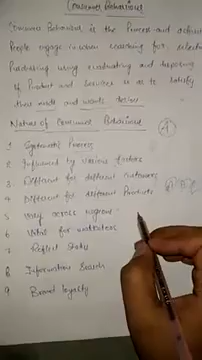 Consumer Behaviour
Consumer Behaviour is the Process and
People engage in when searching for select
Purchasing using evaluating and disposing
of Product and Services so as to Satisfy
their needs and wants desires
Nature of Consumer Behaviour
1 Systematic Process
2 Influenced by various factors
3 Different for different customers
4 Different for different Products
5 Vary across regions
6 Vital for marketers
7 Reflect Study
8 Information Search
9 Brand loyalty